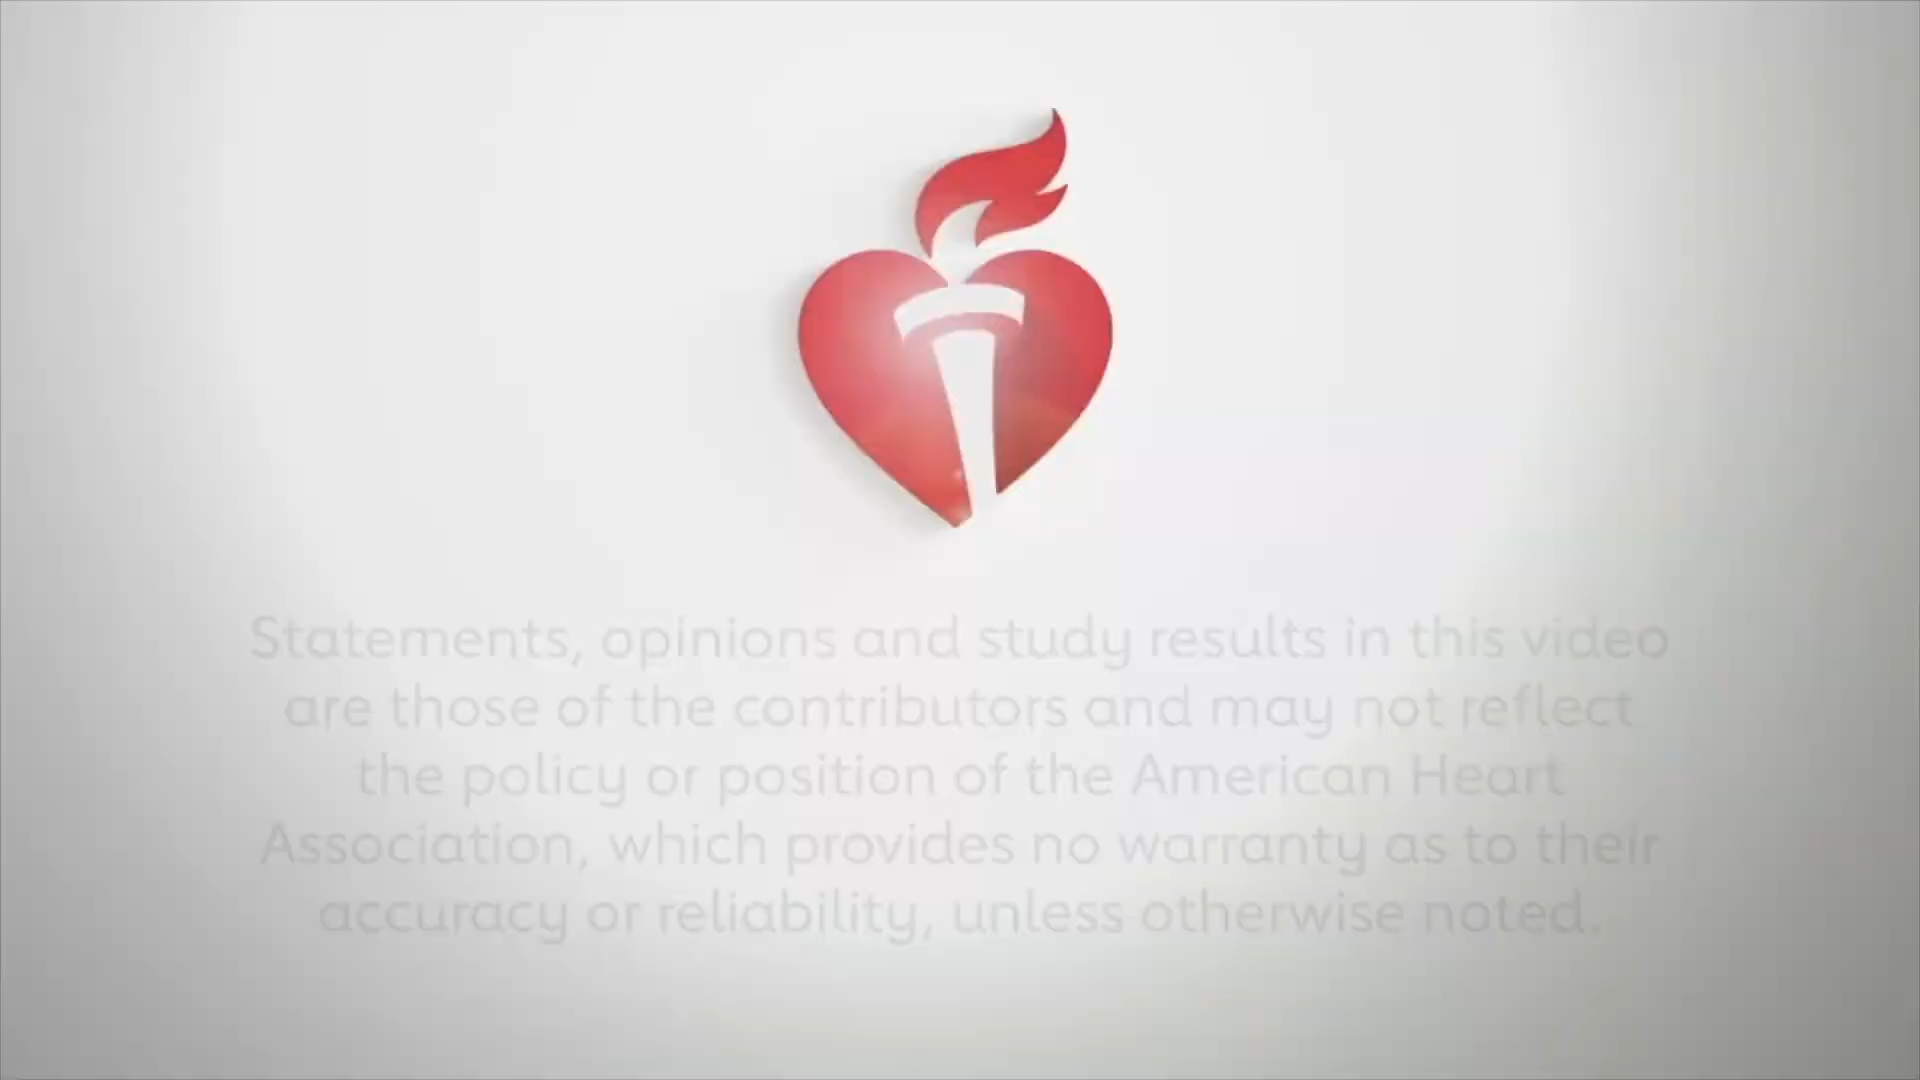 Statements, opinions and study results in this video
are those of the contributors and may not reflect
the policy or position of the American Heart
Association, which provides no warranty as to their
accuracy or reliability, unless otherwise noted.